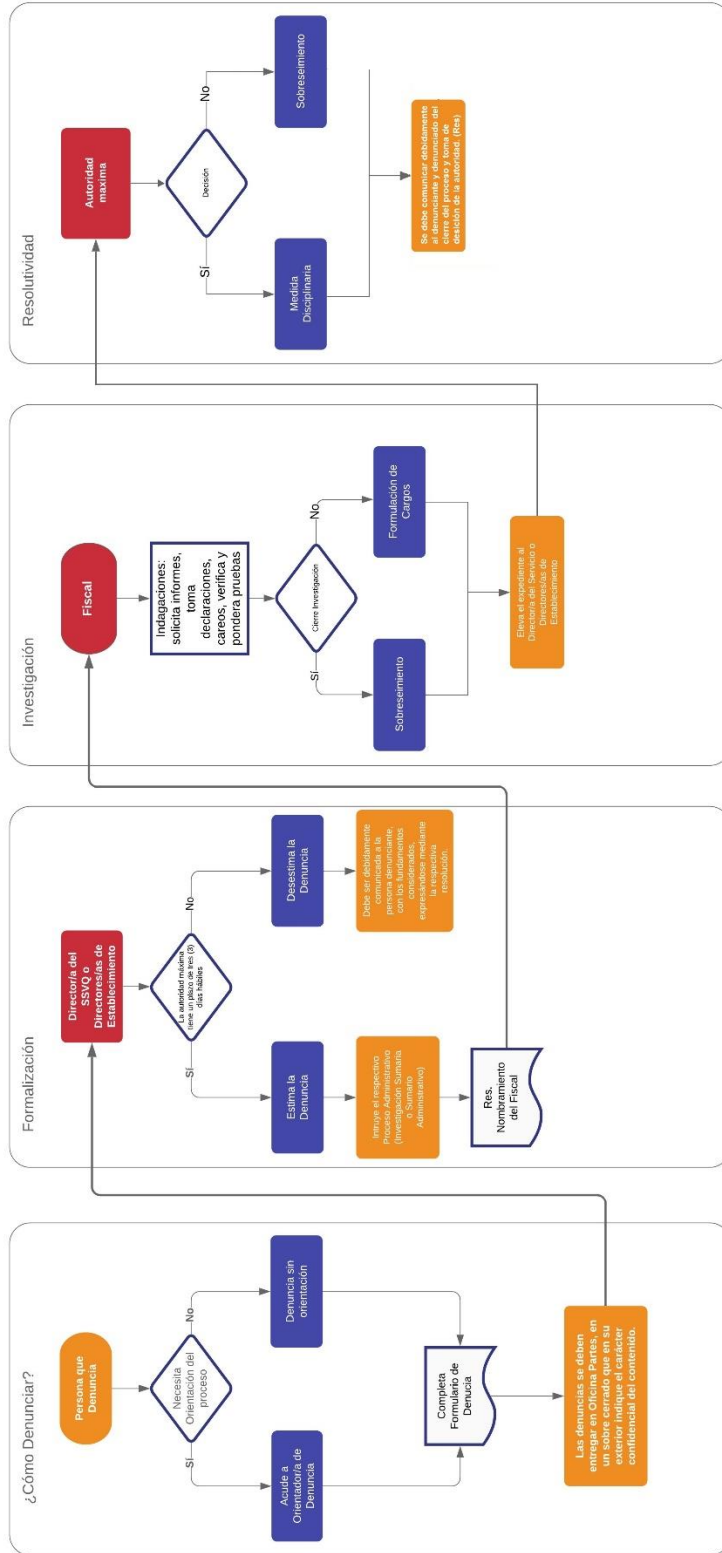 ¿Cómo Denunciar?
Persona que
Denuncia
Necesita
Orientación del
proceso
Sí
No
Acude a
Orientador/a de
Denuncia
Denuncia sin
orientación
Completa
Formulario de
Denucia
Las denuncias se deben
entregar en Oficina Partes, en
un sobre cerrado que en su
exterior indique el carácter
confidencial del contenido.
Formalización
Director/a del
SSVQ o
Directores/as de
Establecimiento
La autoridad máxima
tiene un plazo de tres (3)
días hábiles
Sí
No
Estima la
Denuncia
Desestima la
Denuncia
Intruye el respectivo
Proceso Administrativo
(Investigación Sumaria
o Sumario
Administrativo)
Debe ser debidamente
comunicada a la
persona denunciante,
con los fundamentos
considerados,
expresándose mediante
la respectiva
resolución.
Res.
Nombramiento
del Fiscal
Investigación
Fiscal
Indagaciones:
solicita informes,
toma
declaraciones,
careos, verifica y
pondera pruebas
Cierre Investigación
Sí
No
Sobreseimiento
Formulación de
Cargos
Eleva el expediente al
Director/a del Servicio o
Directores/as de
Establecimiento
Resolutividad
Autoridad
maxima
Decisión
Sí
No
Medida
Disciplinaria
Sobreseimiento
Se debe comunicar debidamente
al denunciante y denunciado del
cierre del proceso y toma de
desición de la autoridad. (Res)